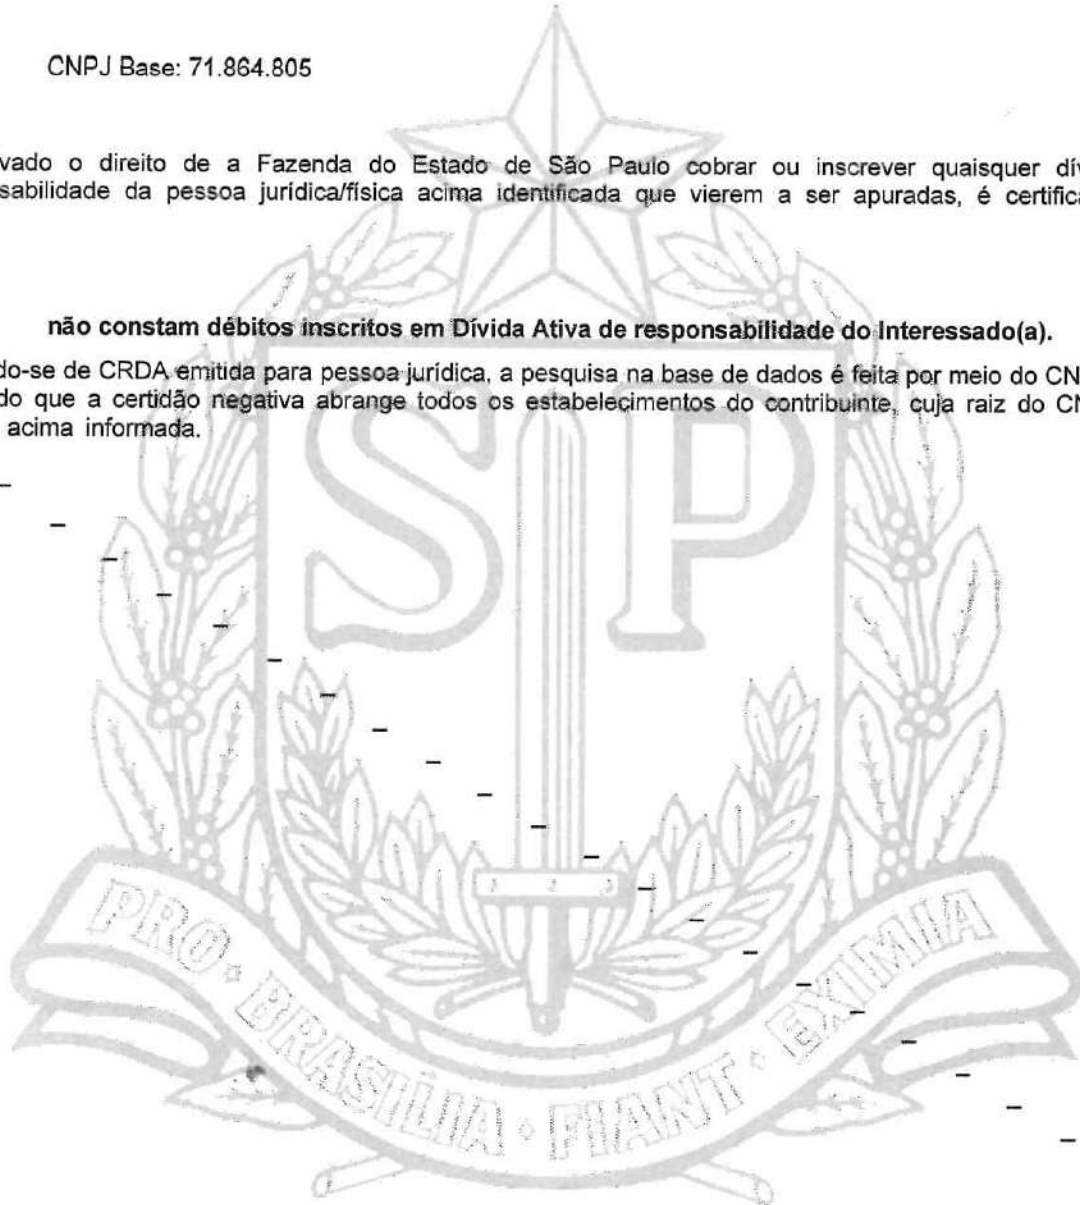 CNPJ Base: 71.864.805
vado o direito de a Fazenda do Estado de São Paulo cobrar ou inscrever quaisquer dív
sabilidade da pessoa jurídica/física acima identificada que vierem a ser apuradas, é certifica
não constam débitos inscritos em Dívida Ativa de responsabilidade do Interessado(a).
do-se de CRDA emitida para pessoa jurídica, a pesquisa na base de dados é feita por meio do CN
do que a certidão negativa abrange todos os estabelecimentos do contribuinte, cuja raiz do CN
acima informada.
SP
PRO BRASÍLIA FIANT EXIMIA